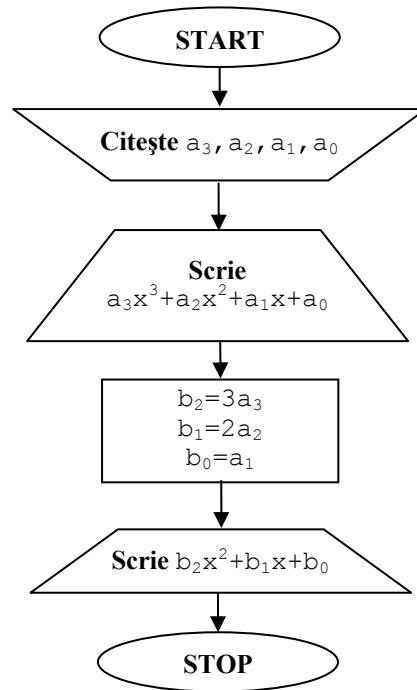 START
Citeşte a₃,a₂,a₁,a₀
Scrie
a₃x³+a₂x²+a₁x+a₀
b₂=3a₃
b₁=2a₂
b₀=a₁
Scrie b₂x²+b₁x+b₀
STOP